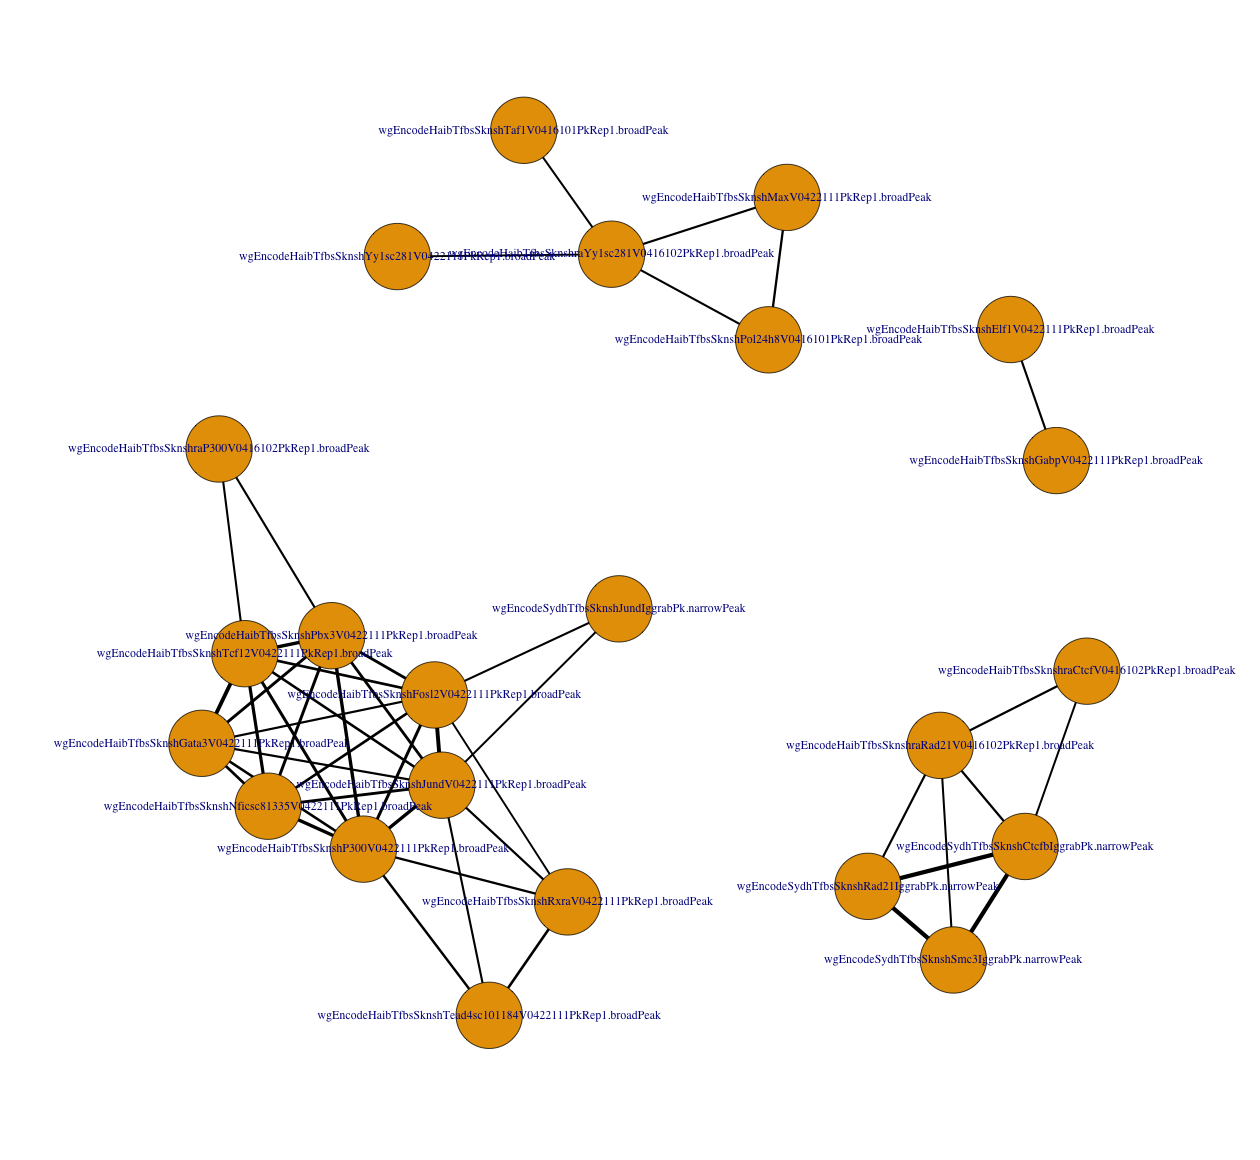 wgEncodeHaibTfbsSknshTaf1V0416101PkRep1.broadPeak
wgEncodeHaibTfbsSknshMaxV0422111PkRep1.broadPeak
wgEncodeHaibTfbsSknshYy1sc281V0422111PkRep1.broadPeak
wgEncodeHaibTfbsSknshraYy1sc281V0416102PkRep1.broadPeak
wgEncodeHaibTfbsSknshElf1V0422111PkRep1.broadPeak
wgEncodeHaibTfbsSknshPol24h8V0416101PkRep1.broadPeak
wgEncodeHaibTfbsSknshraP300V0416102PkRep1.broadPeak
wgEncodeHaibTfbsSknshGabpV0422111PkRep1.broadPeak
wgEncodeSydhTfbsSknshJundIggrabPk.narrowPeak
wgEncodeHaibTfbsSknshPbx3V0422111PkRep1.broadPeak
wgEncodeHaibTfbsSknshTcf12V0422111PkRep1.broadPeak
wgEncodeHaibTfbsSknshraCtcfV0416102PkRep1.broadPeak
wgEncodeHaibTfbsSknshFosl2V0422111PkRep1.broadPeak
wgEncodeHaibTfbsSknshGata3V0422111PkRep1.broadPeak
wgEncodeHaibTfbsSknshraRad21V0416102PkRep1.broadPeak
wgEncodeHaibTfbsSknshJundV0422111PkRep1.broadPeak
wgEncodeHaibTfbsSknshNficsc81335V0422111PkRep1.broadPeak
wgEncodeHaibTfbsSknshP300V0422111PkRep1.broadPeak
wgEncodeSydhTfbsSknshCtcfbIggrabPk.narrowPeak
wgEncodeSydhTfbsSknshRad21IggrabPk.narrowPeak
wgEncodeHaibTfbsSknshRxraV0422111PkRep1.broadPeak
wgEncodeSydhTfbsSknshSmc3IggrabPk.narrowPeak
wgEncodeHaibTfbsSknshTead4sc101184V0422111PkRep1.broadPeak